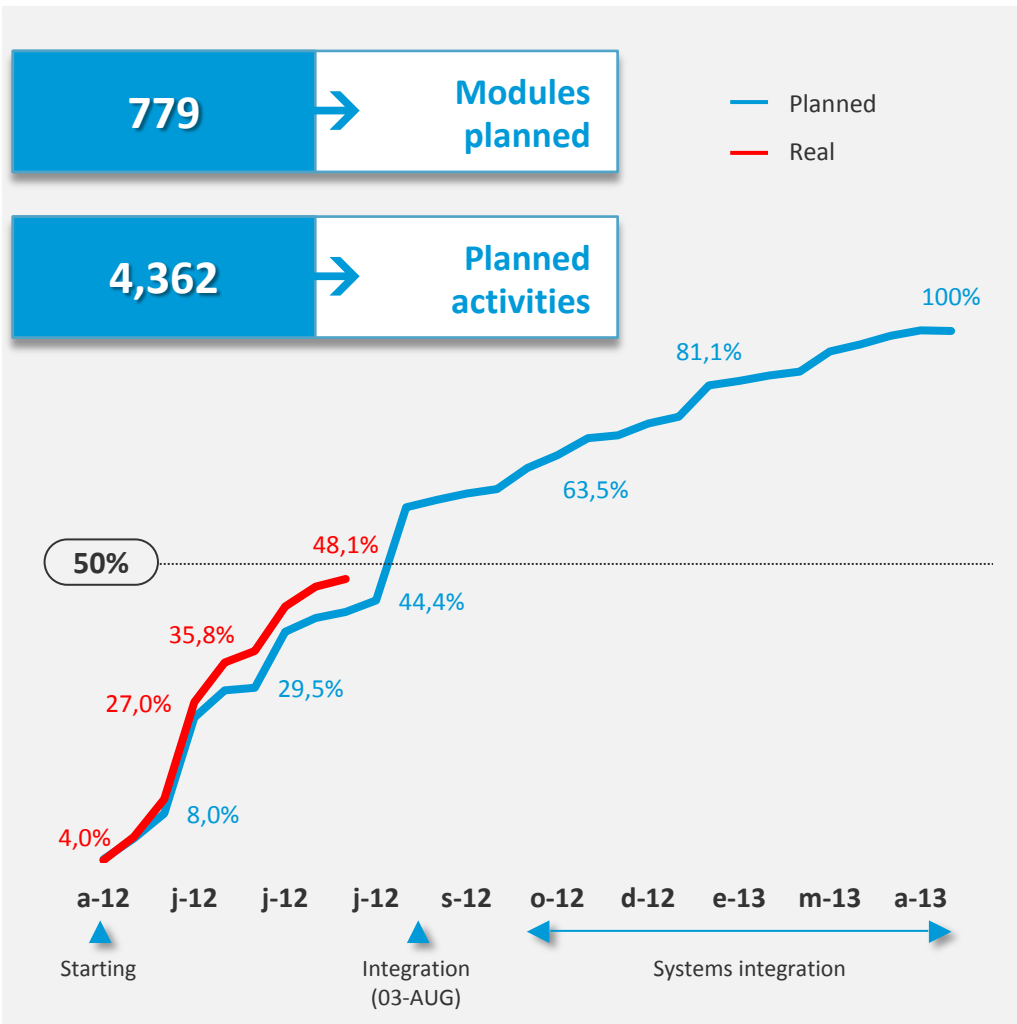 779
Modules
planned
Planned
Real
4,362
Planned
activities
100%
81,1%
63,5%
50%
48,1%
44,4%
35,8%
29,5%
27,0%
8,0%
4,0%
a-12 j-12 j-12 j-12 s-12 o-12 d-12 e-13 m-13 a-13
Starting
Integration
(03-AUG)
Systems integration